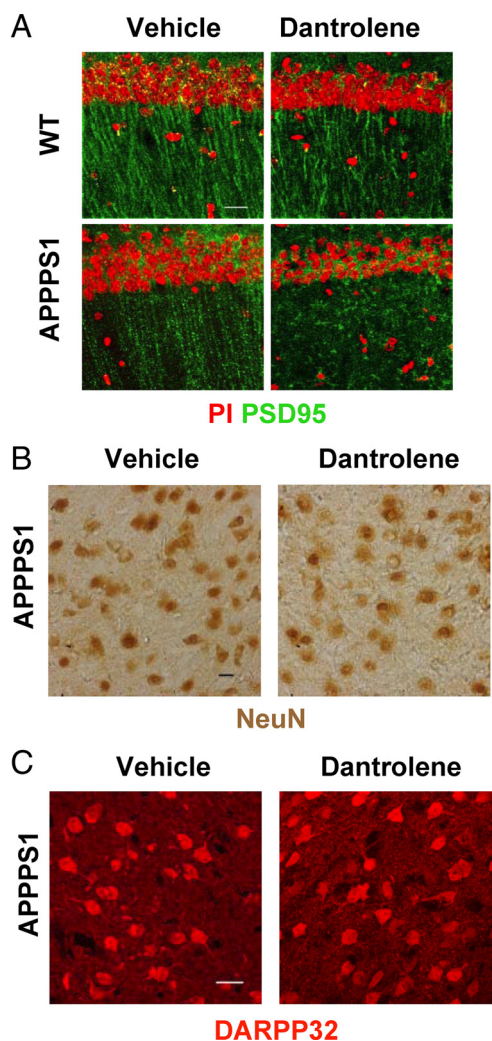 A
Vehicle Dantrolene
WT
APPPS1
PI PSD95
B
Vehicle Dantrolene
APPPS1
NeuN
C
Vehicle Dantrolene
APPPS1
DARPP32